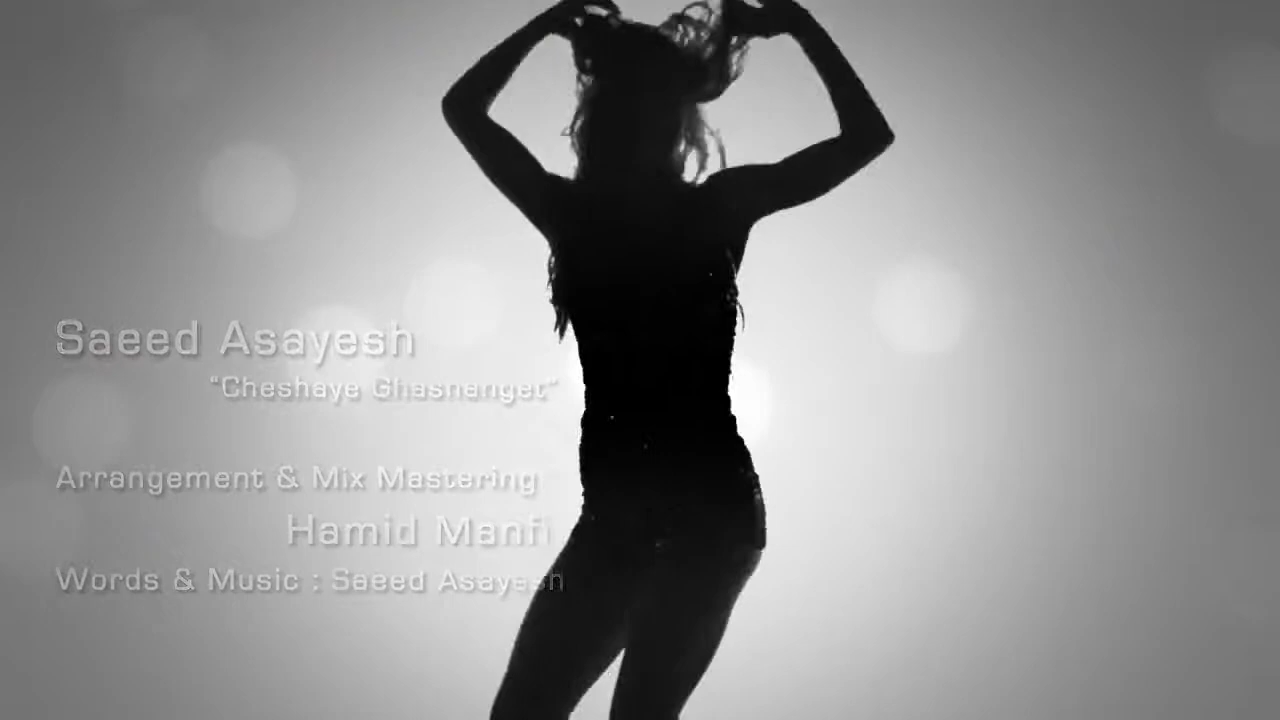 Saeed Asayesh
"Cheshaye Ghashanget"
Arrangement & Mix Mastering
Hamid Manfi
Words & Music : Saeed Asayesh